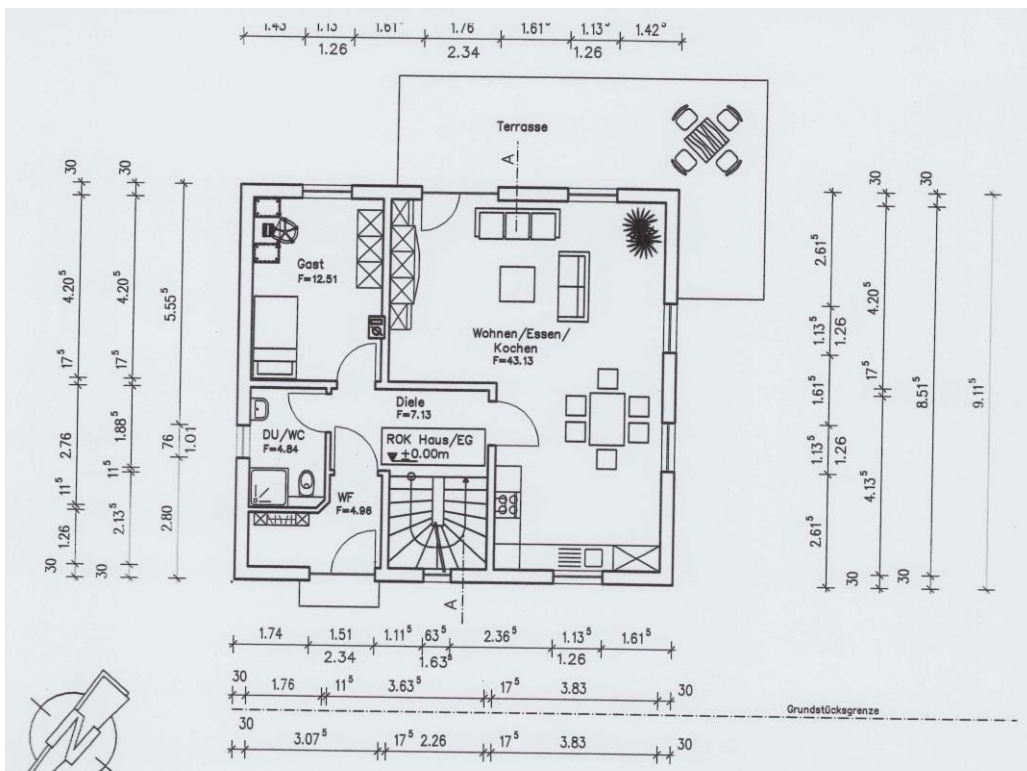 1.43 1.13 1.61⁵ 1.76 1.61⁵ 1.13⁵ 1.42⁵
1.26 2.34 1.26
Terrasse
A
30 30
30 30
4.20⁵ 4.20⁵ 5.55⁵
2.61⁵ 4.20⁵
Gast
F=12.51
Wohnen/Essen/
Kochen
F=43.13
1.13⁵ 1.26
17⁵ 17⁵
17⁵ 8.51⁵ 9.11⁵
1.61⁵
Diele
F=7.13
DU/WC
F=4.84
ROK Haus/EG
±0.00m
2.76 1.88⁵ 76 1.01
1.13⁵ 1.26
4.13⁵
11⁵ 11⁵
WF
F=4.96
1.26 2.13⁵ 2.80
2.61⁵
30 30
30 30
A
1.74 1.51 1.11⁵ 63⁵ 2.36⁵ 1.13⁵ 1.61⁵
2.34 1.63⁵ 1.26
30 1.76 11⁵ 3.63⁵ 17⁵ 3.83 30
Grundstücksgrenze
30
3.07⁵ 17⁵ 2.26 17⁵ 3.83 30
N